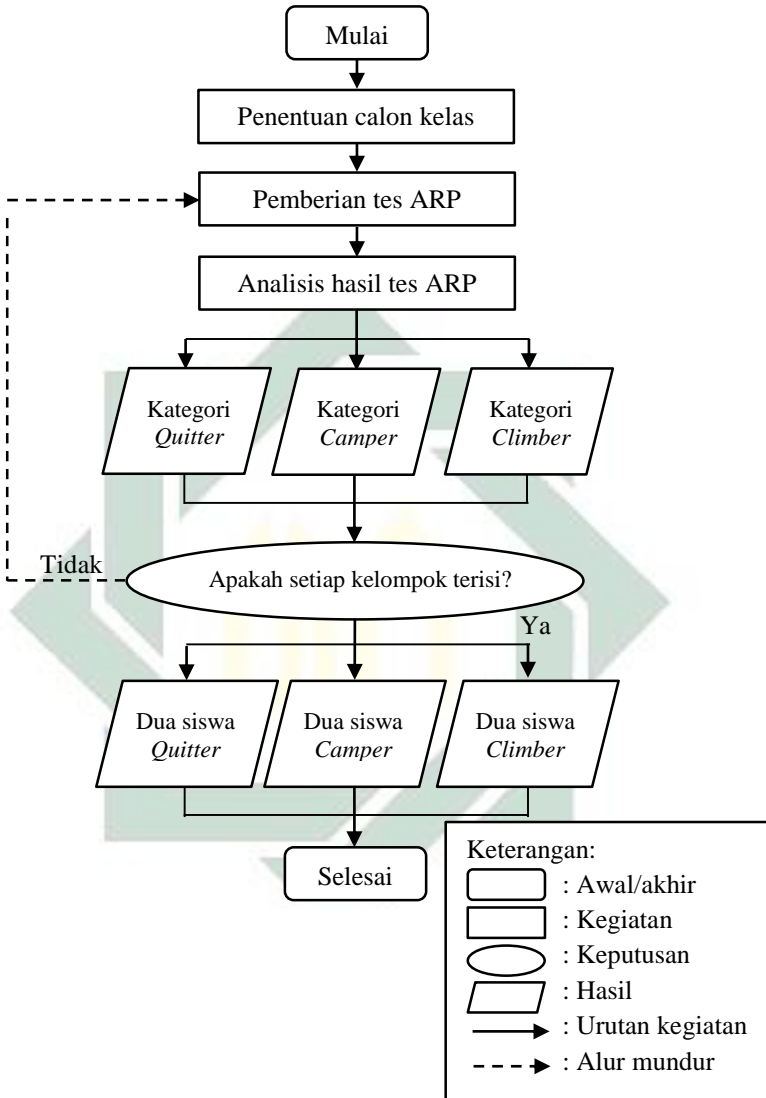 Mulai
Penentuan calon kelas
Pemberian tes ARP
Analisis hasil tes ARP
Kategori
Quitter
Kategori
Camper
Kategori
Climber
Tidak
Apakah setiap kelompok terisi?
Ya
Dua siswa
Quitter
Dua siswa
Camper
Dua siswa
Climber
Selesai
Keterangan:
: Awal/akhir
: Kegiatan
: Keputusan
: Hasil
: Urutan kegiatan
: Alur mundur